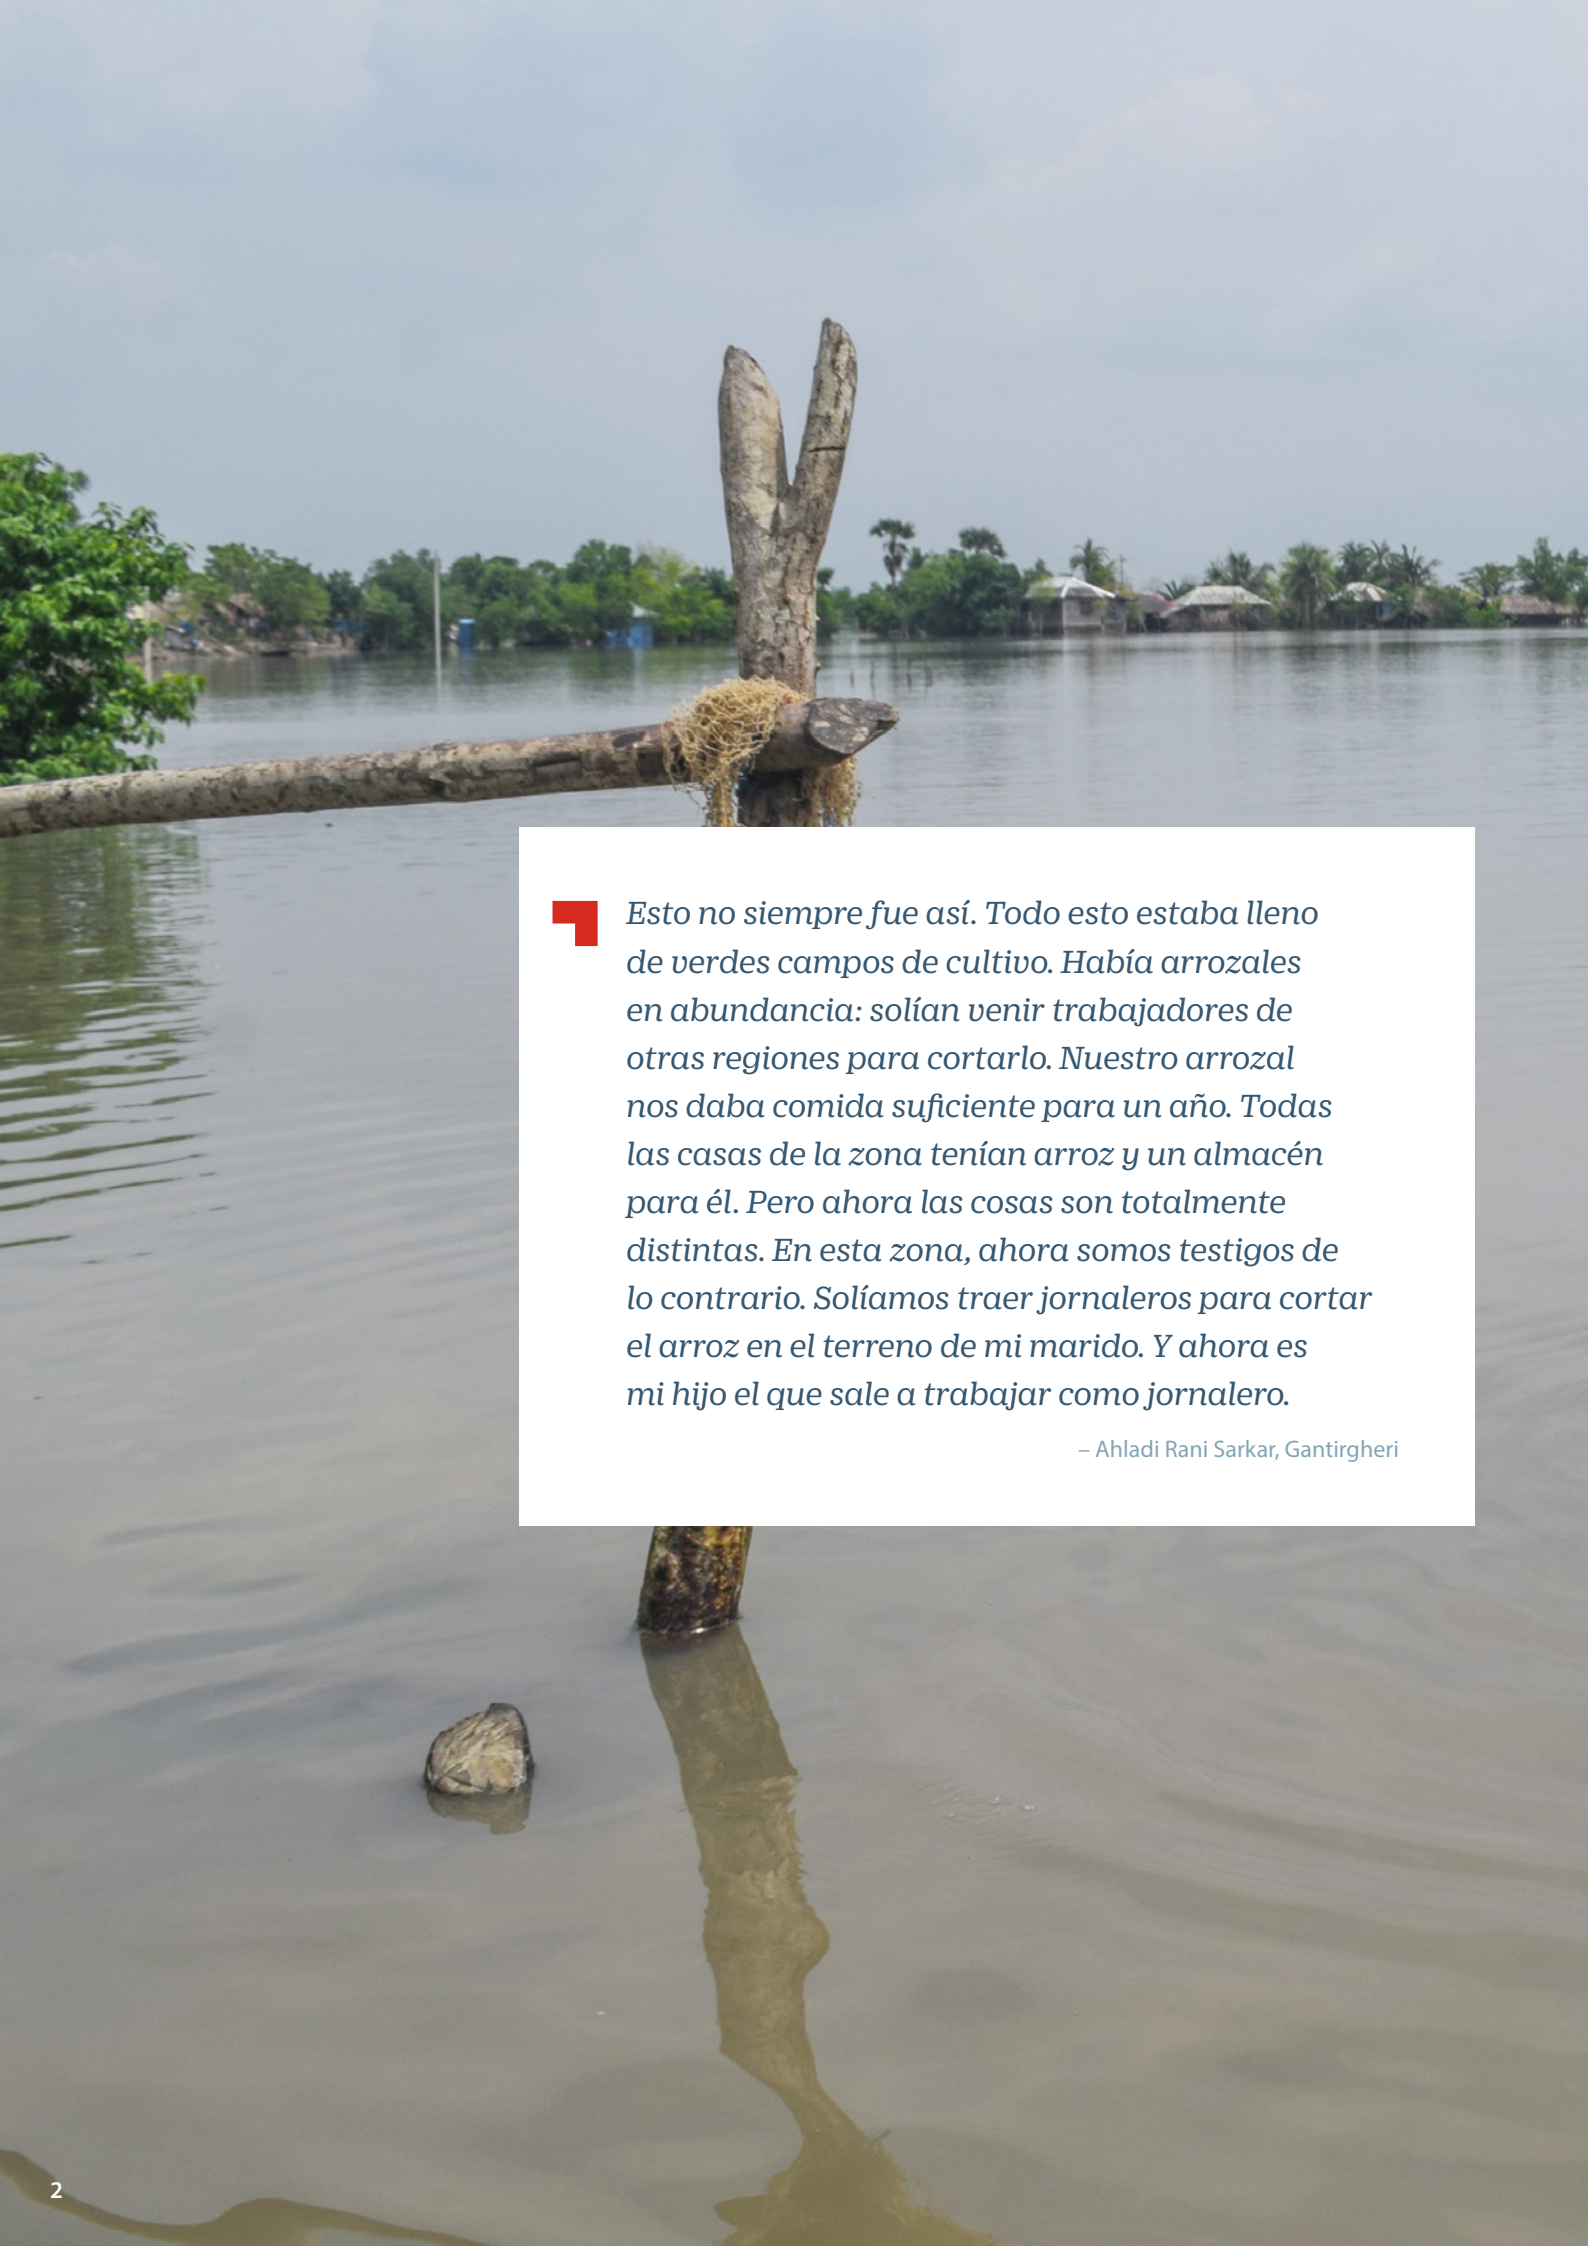 Esto no siempre fue así. Todo esto estaba lleno
de verdes campos de cultivo. Había arrozales
en abundancia: solían venir trabajadores de
otras regiones para cortarlo. Nuestro arrozal
nos daba comida suficiente para un año. Todas
las casas de la zona tenían arroz y un almacén
para él. Pero ahora las cosas son totalmente
distintas. En esta zona, ahora somos testigos de
lo contrario. Solíamos traer jornaleros para cortar
el arroz en el terreno de mi marido. Y ahora es
mi hijo el que sale a trabajar como jornalero.
– Ahladi Rani Sarkar, Gantirgheri
2